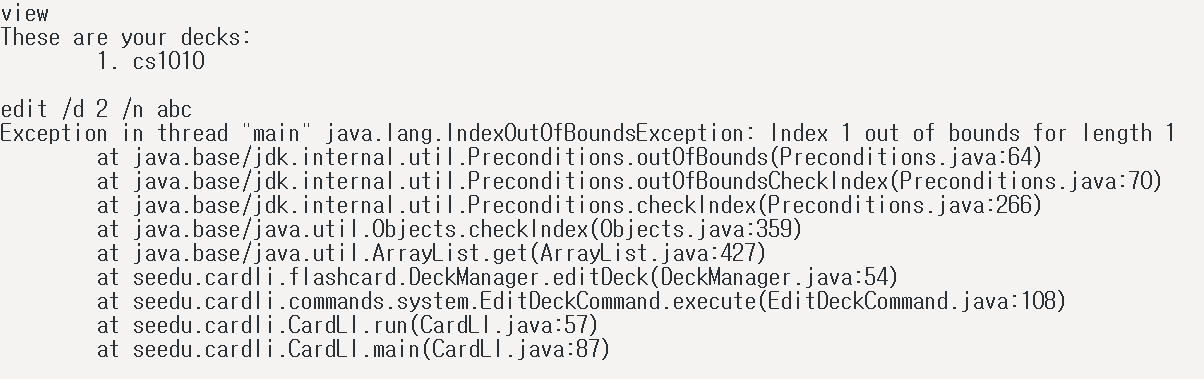 view
These are your decks:
1. cs1010
edit /d 2 /n abc
Exception in thread "main" java.lang.IndexOutOfBoundsException: Index 1 out of bounds for length 1
at java.base/jdk.internal.util.Preconditions.outOfBounds(Preconditions.java:64)
at java.base/jdk.internal.util.Preconditions.outOfBoundsCheckIndex(Preconditions.java:70)
at java.base/jdk.internal.util.Preconditions.checkIndex(Preconditions.java:266)
at java.base/java.util.Objects.checkIndex(Objects.java:359)
at java.base/java.util.ArrayList.get(ArrayList.java:427)
at seedu.cardli.flashcard.DeckManager.editDeck(DeckManager.java:54)
at seedu.cardli.commands.system.EditDeckCommand.execute(EditDeckCommand.java:108)
at seedu.cardli.CardLI.run(CardLI.java:57)
at seedu.cardli.CardLI.main(CardLI.java:87)